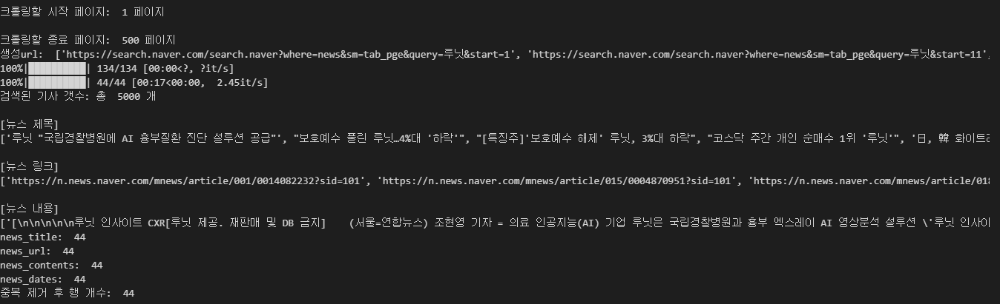 크롤링할 시작 페이지:  1 페이지
크롤링할 종료 페이지:  500 페이지
생성url:  ['https://search.naver.com/search.naver?where=news&sm=tab_pge&query=루닛&start=1', 'https://search.naver.com/search.naver?where=news&sm=tab_pge&query=루닛&start=11',
100%|██████████| 134/134 [00:00<?, ?it/s]
100%|██████████| 44/44 [00:17<00:00,  2.45it/s]
검색된 기사 갯수: 총  5000 개
[뉴스 제목]
['루닛 "국립경찰병원에 AI 흉부질환 진단 설루션 공급"', "보호예수 풀린 루닛…4%대 '하락'", "[특징주]'보호예수 해제' 루닛, 3%대 하락", "코스닥 주간 개인 순매수 1위 '루닛'", '日, 韓 화이트리
[뉴스 링크]
['https://n.news.naver.com/mnews/article/001/0014082232?sid=101', 'https://n.news.naver.com/mnews/article/015/0004870951?sid=101', 'https://n.news.naver.com/mnews/article/018
[뉴스 내용]
['[\n\n\n\n\n루닛 인사이트 CXR[루닛 제공. 재판매 및 DB 금지]    (서울=연합뉴스) 조현영 기자 = 의료 인공지능(AI) 기업 루닛은 국립경찰병원과 흉부 엑스레이 AI 영상분석 설루션 \'루닛 인사이
news_title:  44
news_url:  44
news_contents:  44
news_dates:  44
중복 제거 후 행 개수:  44